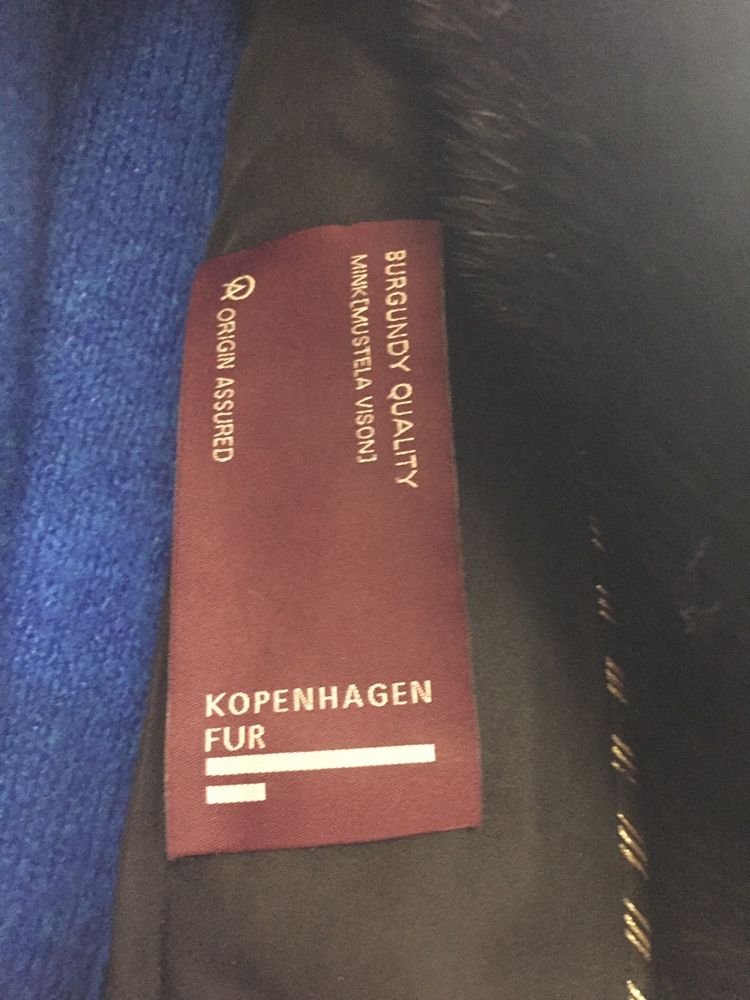 BURGUNDY QUALITY
MINK[MUSTELA VISON]
ORIGIN ASSURED
KOPENHAGEN
FUR